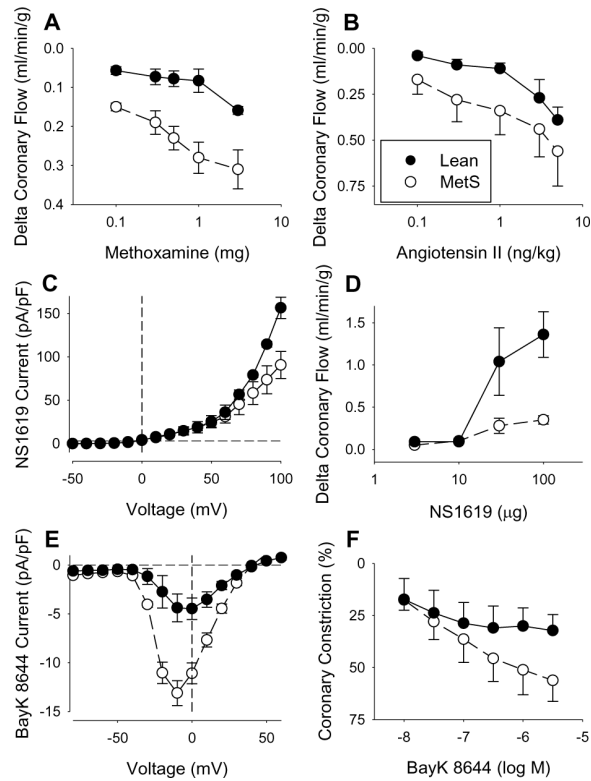 A
Delta Coronary Flow (ml/min/g)
0.0
0.1
0.2
0.3
0.4
0.1
1
10
Methoxamine
(mg)
B
Delta Coronary Flow (ml/min/g)
0.00
0.25
0.50
0.75
Lean
MetS
0.1
1
10
Angiotensin II (ng/kg)
C
NS1619 Current (pA/pF)
150
100
50
0
-50
0
50
100
Voltage (mV)
D
Delta Coronary Flow (ml/min/g)
1.5
1.0
0.5
0.0
1
10
100
NS1619 (µg)
E
BayK 8644 Current (pA/pF)
0
-5
-10
-15
-50
0
50
Voltage (mV)
F
Coronary Constriction (%)
0
25
50
75
-8
-7
-6
-5
BayK 8644 (log M)